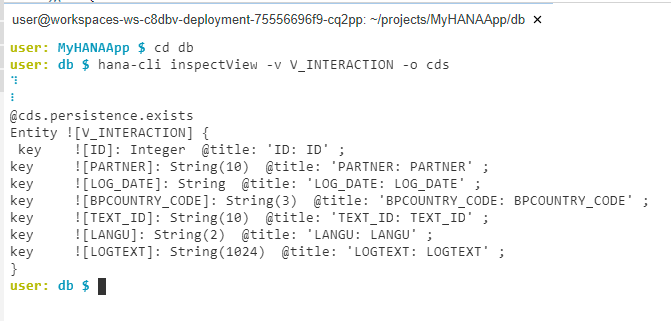 user@workspaces-ws-c8dbv-deployment-75556696f9-cq2pp: ~/projects/MyHANAApp/db ×
user: MyHANAApp $ cd db
user: db $ hana-cli inspectView -v V_INTERACTION -o cds
@cds.persistence.exists
Entity ![V_INTERACTION] {
 key    ![ID]: Integer  @title: 'ID: ID' ;
key     ![PARTNER]: String(10)  @title: 'PARTNER: PARTNER' ;
key     ![LOG_DATE]: String  @title: 'LOG_DATE: LOG_DATE' ;
key     ![BPCOUNTRY_CODE]: String(3)  @title: 'BPCOUNTRY_CODE: BPCOUNTRY_CODE' ;
key     ![TEXT_ID]: String(10)  @title: 'TEXT_ID: TEXT_ID' ;
key     ![LANGU]: String(2)  @title: 'LANGU: LANGU' ;
key     ![LOGTEXT]: String(1024)  @title: 'LOGTEXT: LOGTEXT' ;
}
user: db $